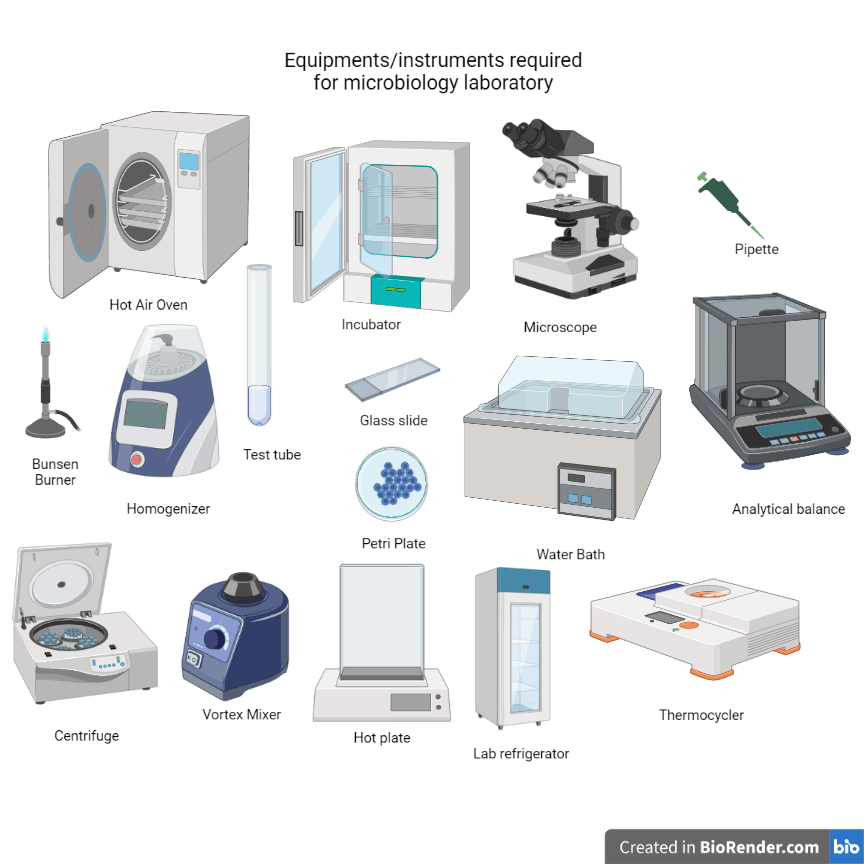 Equipments/instruments required
for microbiology laboratory
Hot Air Oven
Incubator
Microscope
Pipette
Bunsen
Burner
Homogenizer
Test tube
Glass slide
Petri Plate
Water Bath
Analytical balance
Centrifuge
Vortex Mixer
Hot plate
Lab refrigerator
Thermocycler
Created in BioRender.com bio